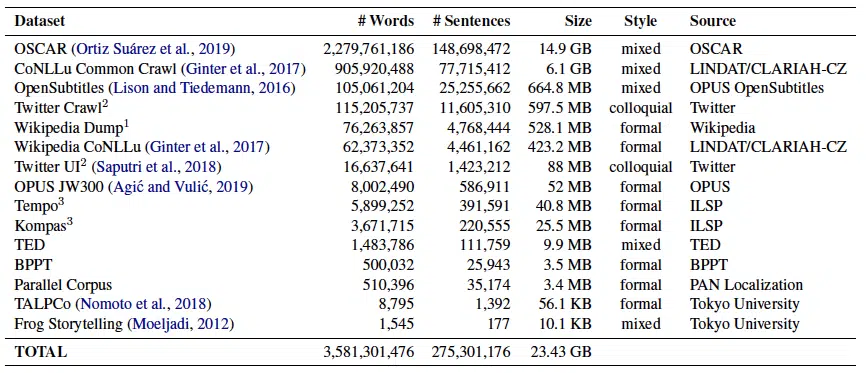 Dataset # Words # Sentences Size Style Source
OSCAR (Ortiz Suárez et al., 2019) 2,279,761,186 148,698,472 14.9 GB mixed OSCAR
CoNLLu Common Crawl (Ginter et al., 2017) 905,920,488 77,715,412 6.1 GB mixed LINDAT/CLARIAH-CZ
OpenSubtitles (Lison and Tiedemann, 2016) 105,061,204 25,255,662 664.8 MB mixed OPUS OpenSubtitles
Twitter Crawl² 115,205,737 11,605,310 597.5 MB colloquial Twitter
Wikipedia Dump¹ 76,263,857 4,768,444 528.1 MB formal Wikipedia
Wikipedia CoNLLu (Ginter et al., 2017) 62,373,352 4,461,162 423.2 MB formal LINDAT/CLARIAH-CZ
Twitter UI² (Saputri et al., 2018) 16,637,641 1,423,212 88 MB colloquial Twitter
OPUS JW300 (Agić and Vulić, 2019) 8,002,490 586,911 52 MB formal OPUS
Tempo³ 5,899,252 391,591 40.8 MB formal ILSP
Kompas³ 3,671,715 220,555 25.5 MB formal ILSP
TED 1,483,786 111,759 9.9 MB mixed TED
BPPT 500,032 25,943 3.5 MB formal BPPT
Parallel Corpus 510,396 35,174 3.4 MB formal PAN Localization
TALPCo (Nomoto et al., 2018) 8,795 1,392 56.1 KB formal Tokyo University
Frog Storytelling (Moeljadi, 2012) 1,545 177 10.1 KB mixed Tokyo University
TOTAL 3,581,301,476 275,301,176 23.43 GB